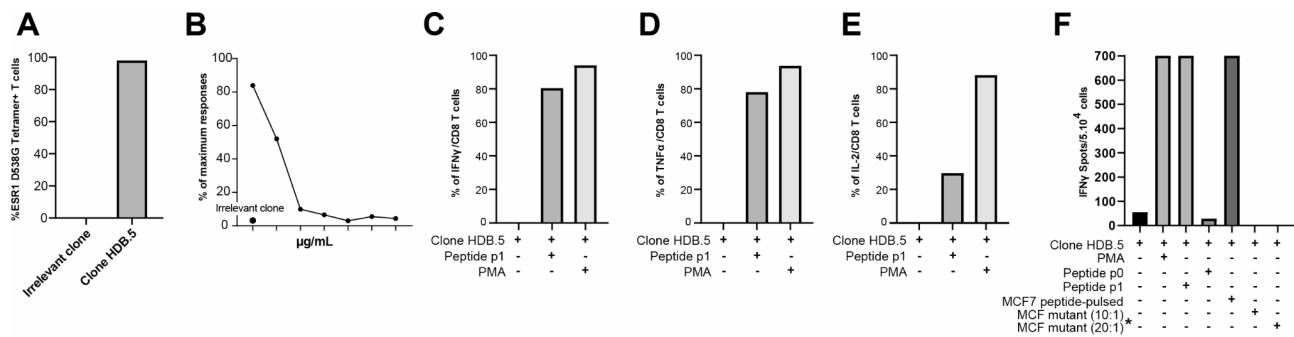 A
%ESR1 D538G Tetramer+ T cells
100
80
60
40
20
0
Irrelevant clone
Clone HDB.5
B
% of maximum responses
100
80
60
40
20
0
Irrelevant clone
µg/mL
C
% of IFNγ /CD8 T cells
100
80
60
40
20
0
Clone HDB.5 + + +
Peptide p1 - + -
PMA - - +
D
% of TNFα /CD8 T cells
100
80
60
40
20
0
Clone HDB.5 + + +
Peptide p1 - + -
PMA - - +
E
% of IL-2/CD8 T cells
100
80
60
40
20
0
Clone HDB.5 + + +
Peptide p1 - + -
PMA - - +
F
IFNγ Spots/5.10⁴ cells
700
600
500
400
300
200
100
0
Clone HDB.5 + + + + + + +
PMA - + - - - - -
Peptide p0 - - - + - - -
Peptide p1 - - + - - - -
MCF7 peptide-pulsed - - - - + - -
MCF mutant (10:1) - - - - - + -
MCF mutant (20:1) * - - - - - - +